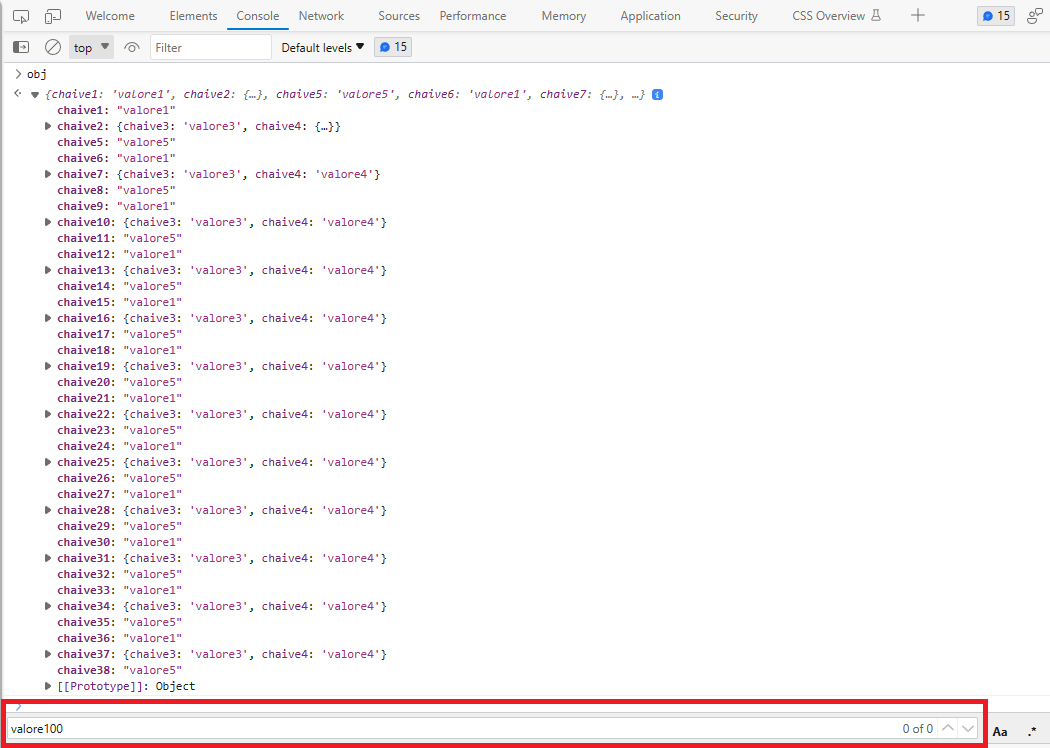 Welcome Elements Console Network Sources Performance Memory Application Security CSS Overview 15
top Filter Default levels 15
obj
{chaive1: 'valore1', chaive2: {…}, chaive5: 'valore5', chaive6: 'valore1', chaive7: {…}, …}
chaive1: "valore1"
chaive2: {chaive3: 'valore3', chaive4: {…}}
chaive5: "valore5"
chaive6: "valore1"
chaive7: {chaive3: 'valore3', chaive4: 'valore4'}
chaive8: "valore5"
chaive9: "valore1"
chaive10: {chaive3: 'valore3', chaive4: 'valore4'}
chaive11: "valore5"
chaive12: "valore1"
chaive13: {chaive3: 'valore3', chaive4: 'valore4'}
chaive14: "valore5"
chaive15: "valore1"
chaive16: {chaive3: 'valore3', chaive4: 'valore4'}
chaive17: "valore5"
chaive18: "valore1"
chaive19: {chaive3: 'valore3', chaive4: 'valore4'}
chaive20: "valore5"
chaive21: "valore1"
chaive22: {chaive3: 'valore3', chaive4: 'valore4'}
chaive23: "valore5"
chaive24: "valore1"
chaive25: {chaive3: 'valore3', chaive4: 'valore4'}
chaive26: "valore5"
chaive27: "valore1"
chaive28: {chaive3: 'valore3', chaive4: 'valore4'}
chaive29: "valore5"
chaive30: "valore1"
chaive31: {chaive3: 'valore3', chaive4: 'valore4'}
chaive32: "valore5"
chaive33: "valore1"
chaive34: {chaive3: 'valore3', chaive4: 'valore4'}
chaive35: "valore5"
chaive36: "valore1"
chaive37: {chaive3: 'valore3', chaive4: 'valore4'}
chaive38: "valore5"
[[Prototype]]: Object
valore100 0 of 0 Aa .*